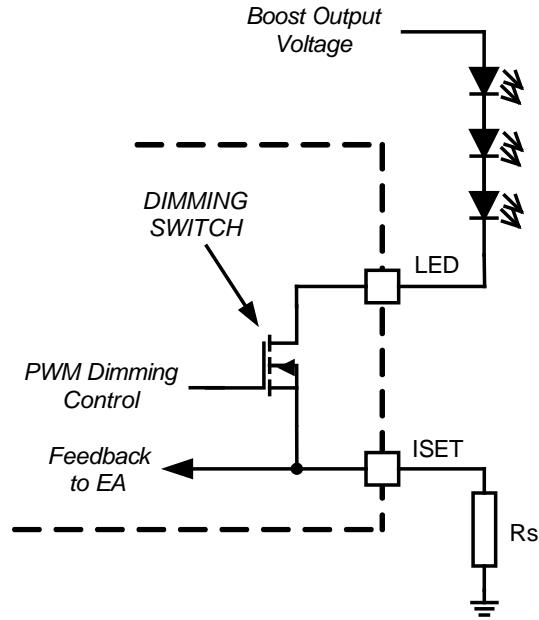 Boost Output
Voltage
DIMMING
SWITCH
LED
PWM Dimming
Control
Feedback
to EA
ISET
Rs